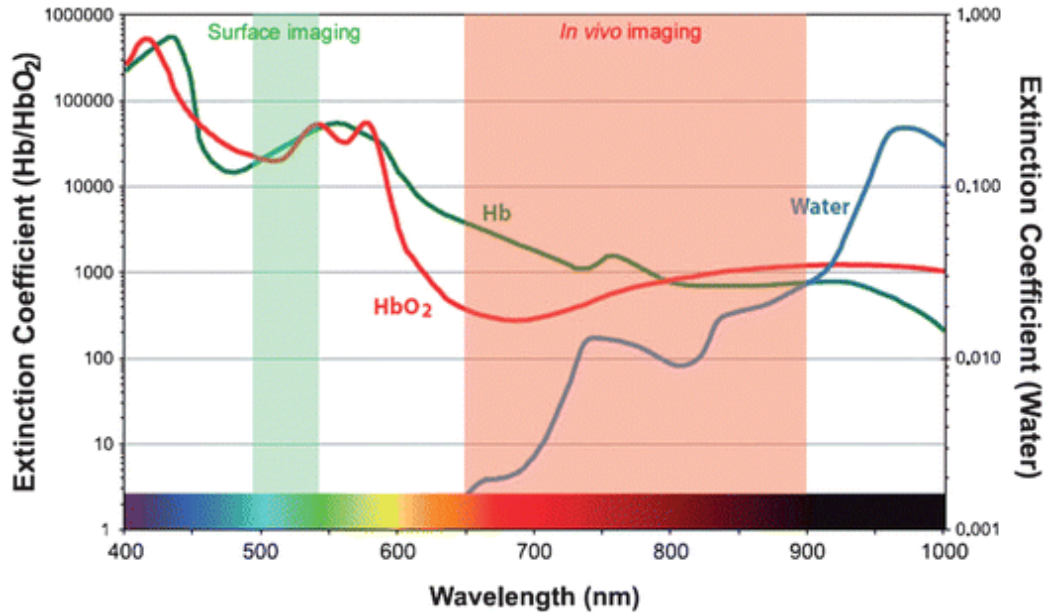 Surface imaging
In vivo imaging
Extinction Coefficient (Hb/HbO2)
1000000
100000
10000
1000
100
10
1
Hb
HbO2
Water
1.000
0.100
0.010
0.001
Extinction Coefficient (Water)
400 500 600 700 800 900 1000
Wavelength (nm)